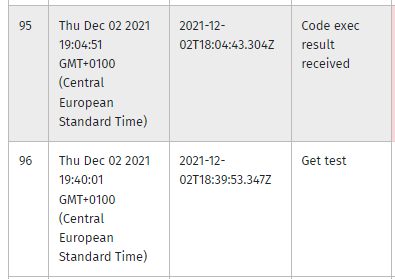 95
Thu Dec 02 2021
19:04:51
GMT+0100
(Central
European
Standard Time)
2021-12-
02T18:04:43.304Z
Code exec
result
received
96
Thu Dec 02 2021
19:40:01
GMT+0100
(Central
European
Standard Time)
2021-12-
02T18:39:53.347Z
Get test